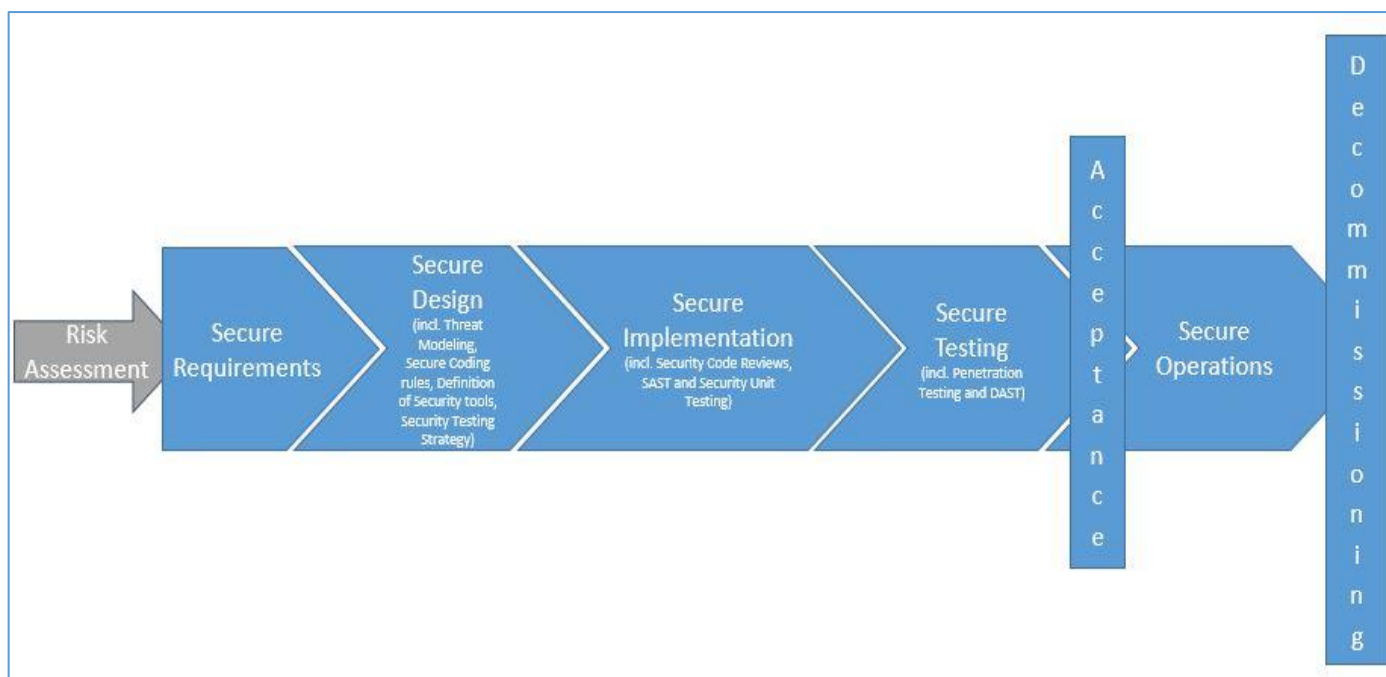 Risk
Assessment
Secure
Requirements
Secure
Design
(incl. Threat
Modeling,
Secure Coding
rules, Definition
of Security tools,
Security Testing
Strategy)
Secure
Implementation
(incl. Security Code Reviews,
SAST and Security Unit
Testing)
Secure
Testing
(incl. Penetration
Testing and DAST)
Acceptance
Secure
Operations
Decommissioning